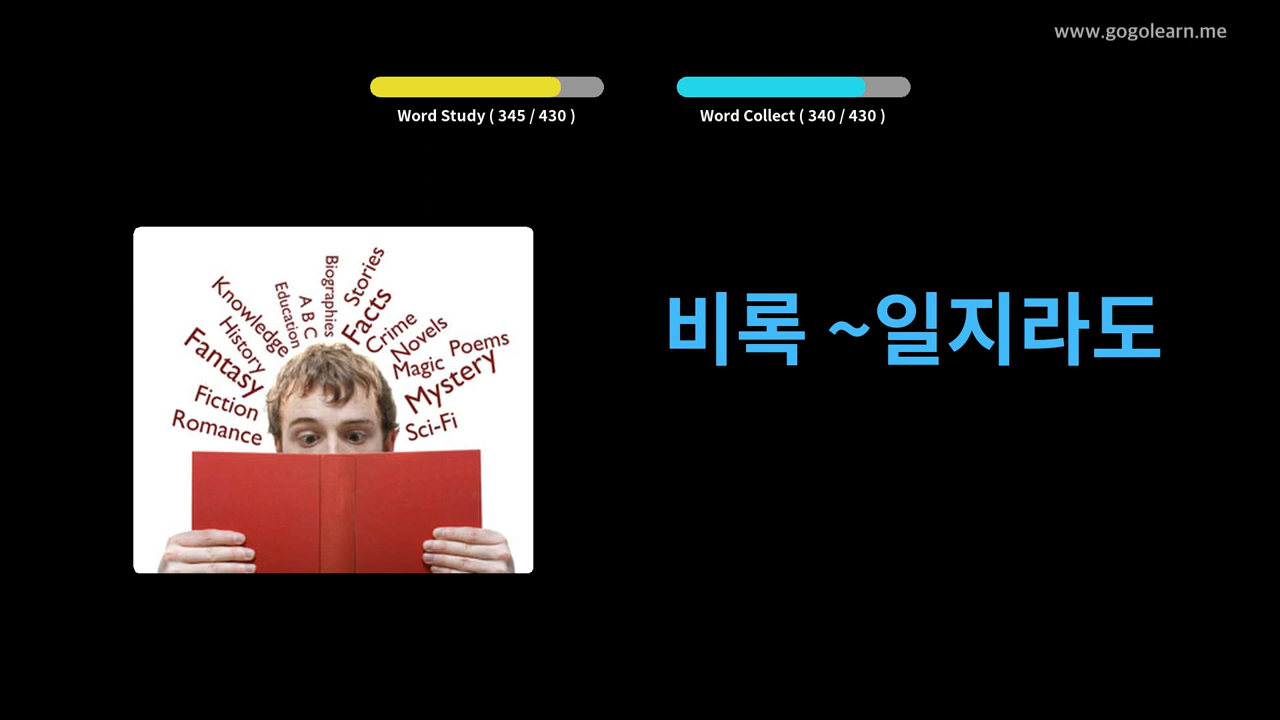 www.gogolearn.me
Word Study ( 345 / 430 )
Word Collect ( 340 / 430 )
Knowledge
Education
A B C
Biographies
Stories
Facts
Crime
Novels
Poems
Magic
Mystery
Sci-Fi
History
Fantasy
Fiction
Romance
비록 ~일지라도